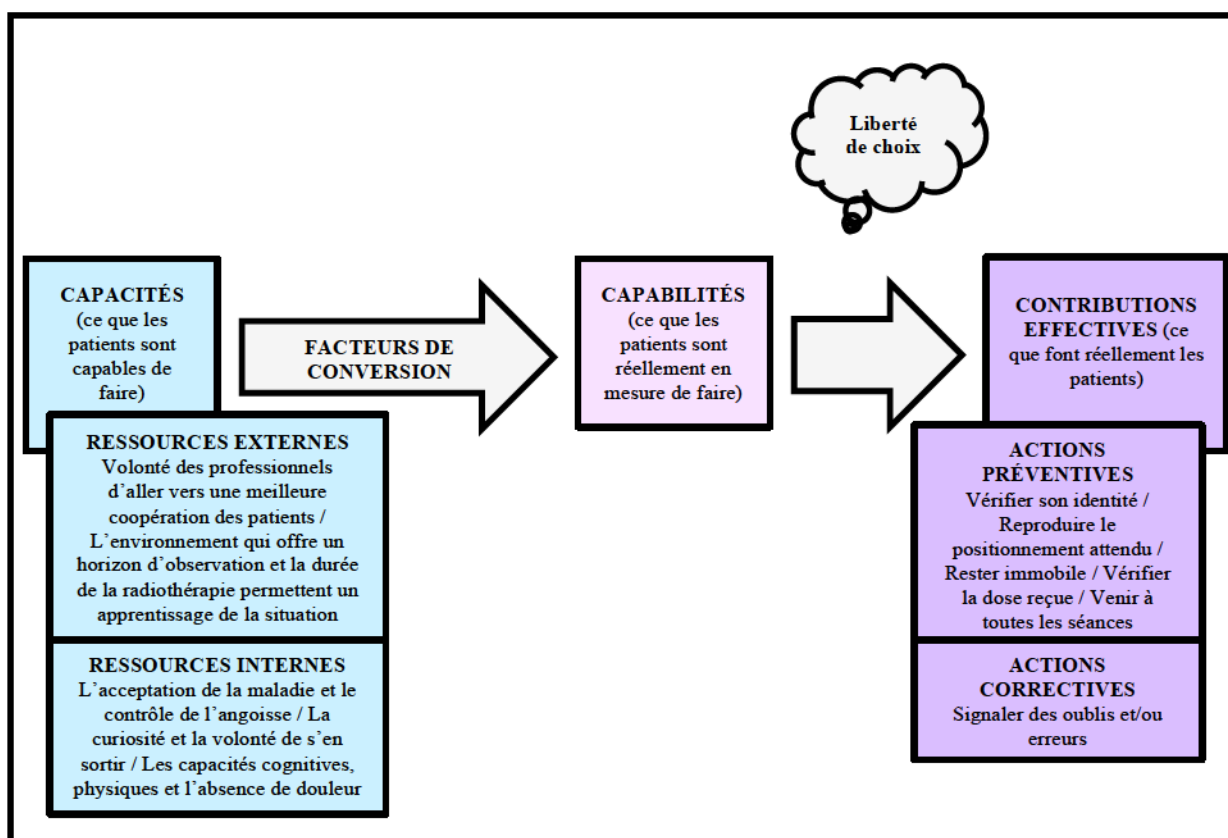 Liberté
de choix
CAPACITÉS
(ce que les
patients sont
capables de
faire)
RESSOURCES EXTERNES
Volonté des professionnels
d’aller vers une meilleure
coopération des patients /
L’environnement qui offre un
horizon d’observation et la durée
de la radiothérapie permettent un
apprentissage de la situation
RESSOURCES INTERNES
L’acceptation de la maladie et le
contrôle de l’angoisse / La
curiosité et la volonté de s’en
sortir / Les capacités cognitives,
physiques et l’absence de douleur
FACTEURS DE
CONVERSION
CAPABILITÉS
(ce que les
patients sont
réellement en
mesure de faire)
CONTRIBUTIONS
EFFECTIVES (ce
que font réellement les
patients)
ACTIONS
PRÉVENTIVES
Vérifier son identité /
Reproduire le
positionnement attendu /
Rester immobile / Vérifier
la dose reçue / Venir à
toutes les séances
ACTIONS
CORRECTIVES
Signaler des oublis et/ou
erreurs